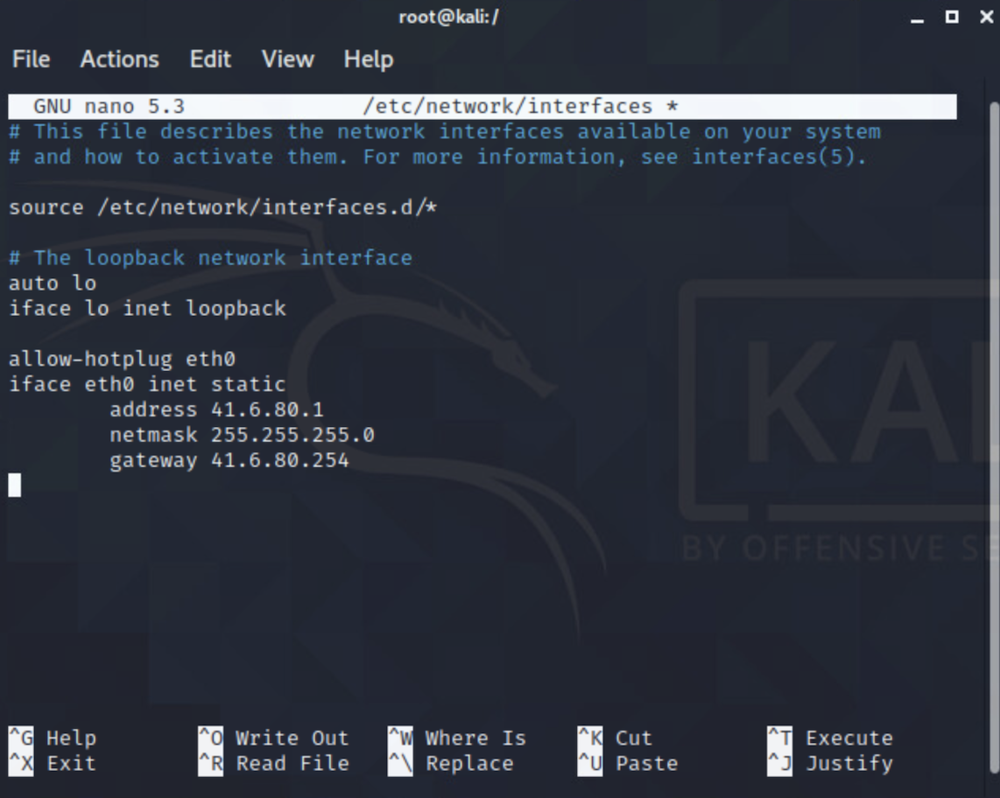 root@kali:/
File Actions Edit View Help
GNU nano 5.3 /etc/network/interfaces *
# This file describes the network interfaces available on your system
# and how to activate them. For more information, see interfaces(5).
source /etc/network/interfaces.d/*
# The loopback network interface
auto lo
iface lo inet loopback
allow-hotplug eth0
iface eth0 inet static
address 41.6.80.1
netmask 255.255.255.0
gateway 41.6.80.254
KAL
BY OFFENSIVE SE
^G Help ^O Write Out ^W Where Is ^K Cut ^T Execute
^X Exit ^R Read File ^\ Replace ^U Paste ^J Justify